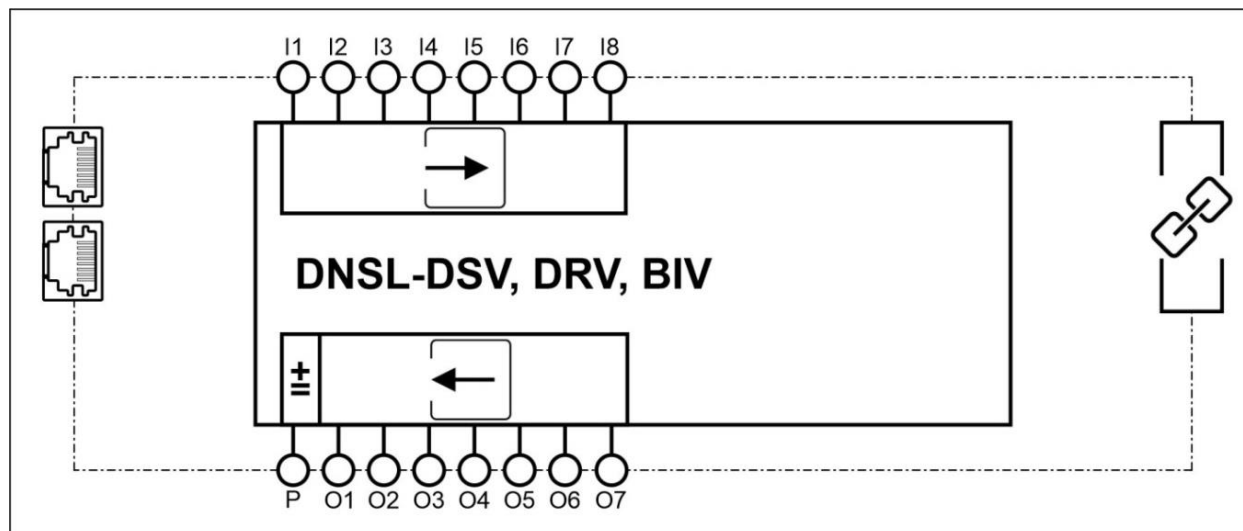 I1 I2 I3 I4 I5 I6 I7 I8
DNSL-DSV, DRV, BIV
P O1 O2 O3 O4 O5 O6 O7